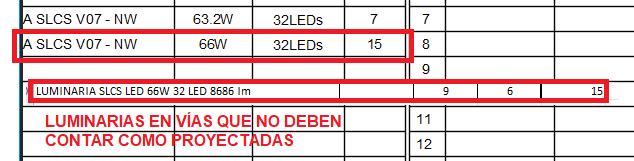 A SLCS V07 - NW 63.2W 32LEDs 7 7
A SLCS V07 - NW 66W 32LEDs 15 8
9
LUMINARIA SLCS LED 66W 32 LED 8686 lm 9 6 15
LUMINARIAS EN VÍAS QUE NO DEBEN 11
CONTAR COMO PROYECTADAS 12